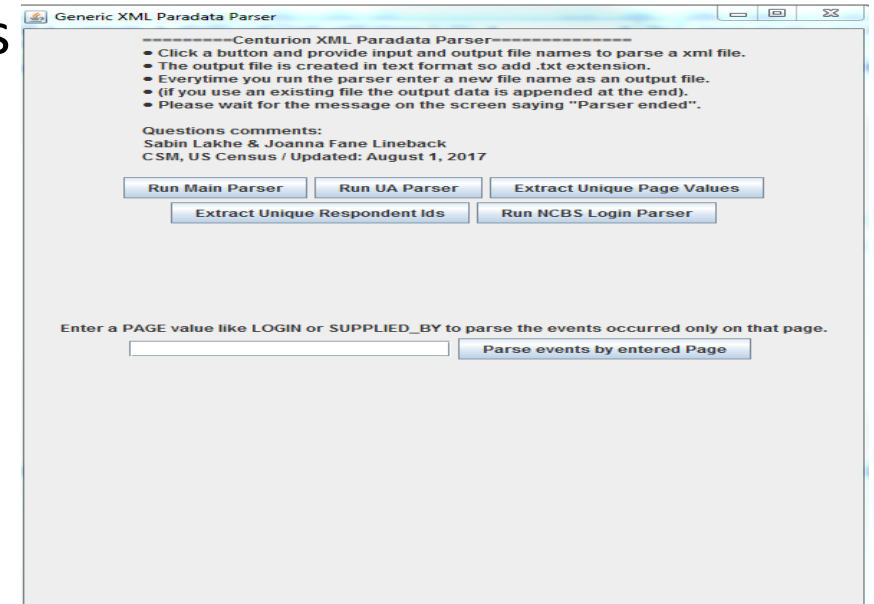 s
Generic XML Paradata Parser
=========Centurion XML Paradata Parser==============
• Click a button and provide input and output file names to parse a xml file.
• The output file is created in text format so add .txt extension.
• Everytime you run the parser enter a new file name as an output file.
• (if you use an existing file the output data is appended at the end).
• Please wait for the message on the screen saying "Parser ended".
Questions comments:
Sabin Lakhe & Joanna Fane Lineback
CSM, US Census / Updated: August 1, 2017
Run Main Parser Run UA Parser Extract Unique Page Values
Extract Unique Respondent Ids Run NCBS Login Parser
Enter a PAGE value like LOGIN or SUPPLIED_BY to parse the events occurred only on that page.
Parse events by entered Page